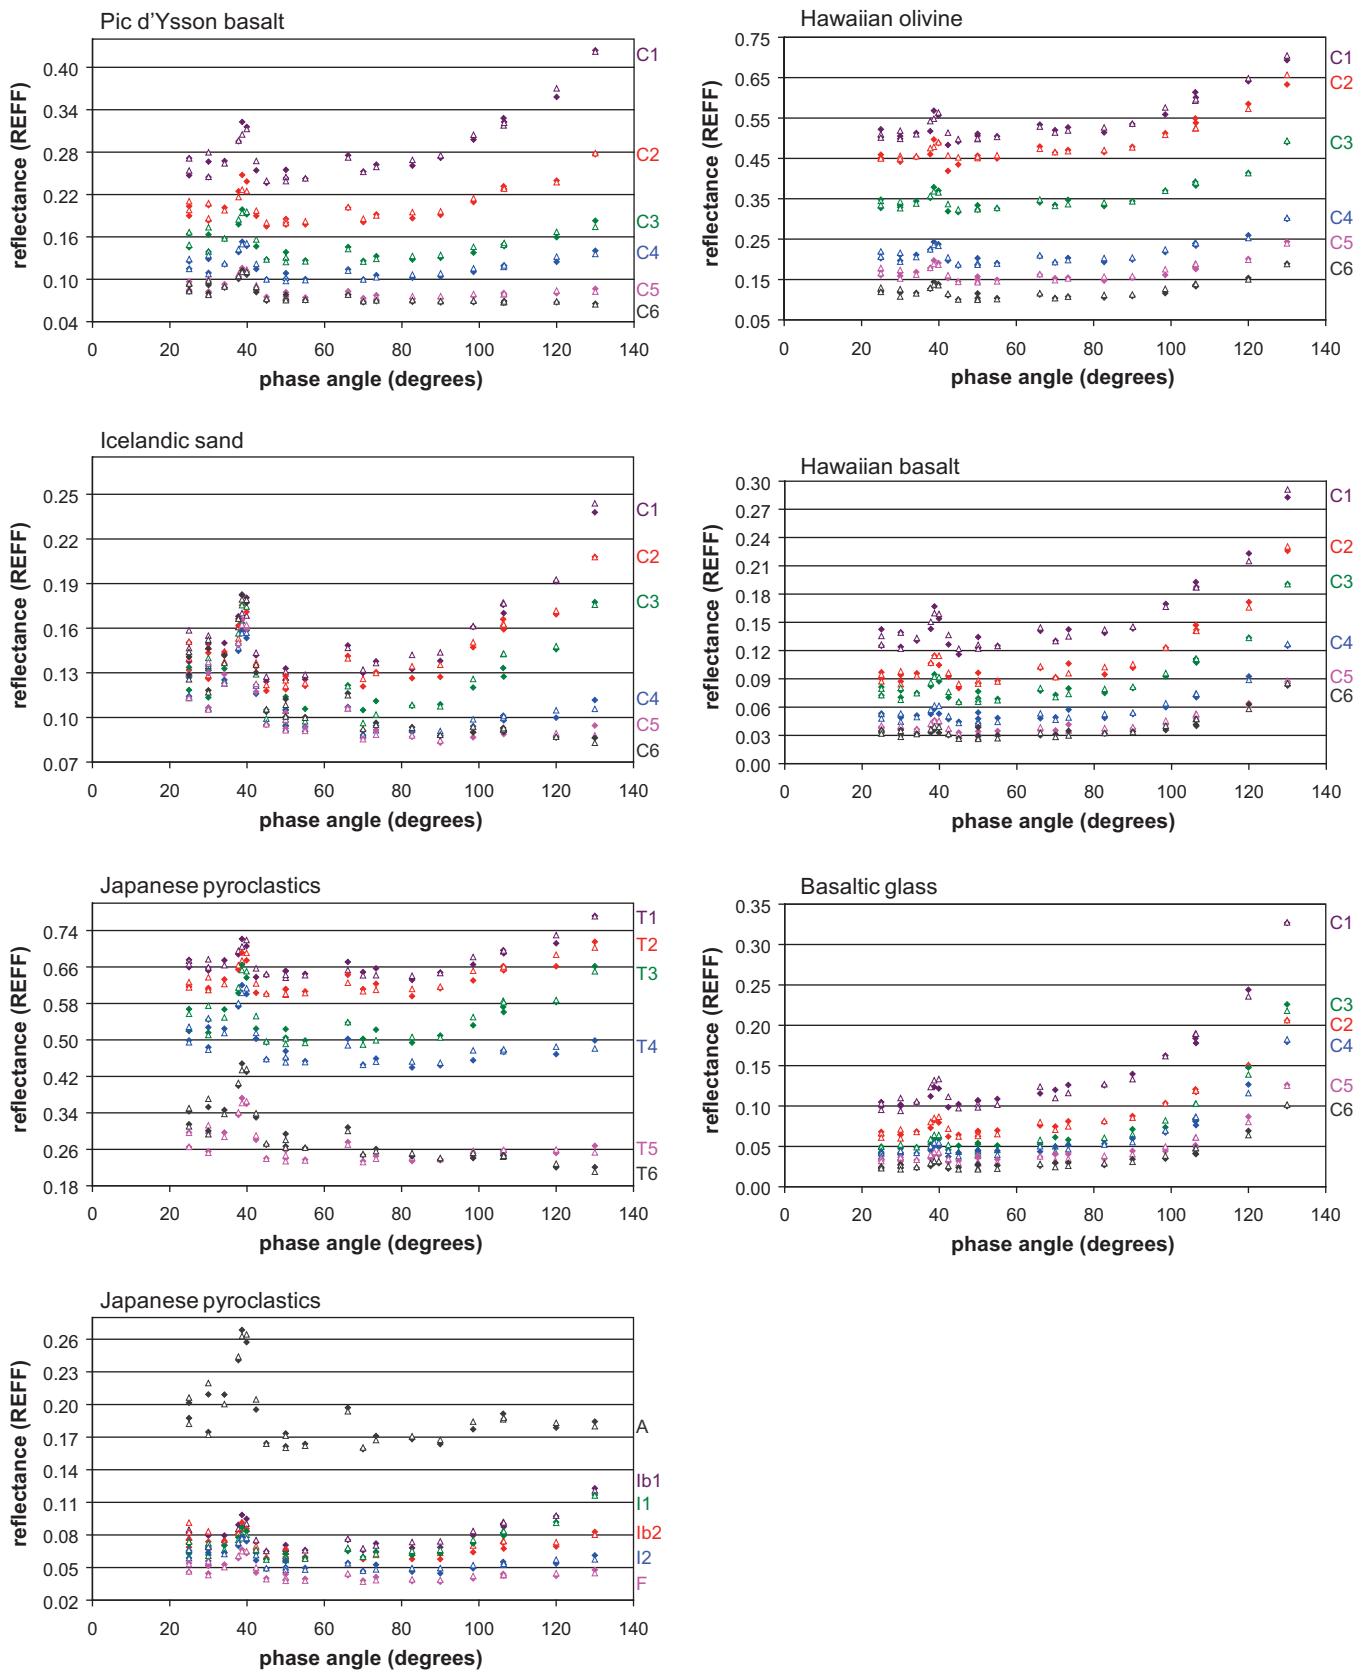 Pic d'Ysson basalt
reflectance (REFF)
0.40
0.34
0.28
0.22
0.16
0.10
0.04
0 20 40 60 80 100 120 140
phase angle (degrees)
C1
C2
C3
C4
C5
C6
Hawaiian olivine
reflectance (REFF)
0.75
0.65
0.55
0.45
0.35
0.25
0.15
0.05
0 20 40 60 80 100 120 140
phase angle (degrees)
C1
C2
C3
C4
C5
C6
Icelandic sand
reflectance (REFF)
0.25
0.22
0.19
0.16
0.13
0.10
0.07
0 20 40 60 80 100 120 140
phase angle (degrees)
C1
C2
C3
C4
C5
C6
Hawaiian basalt
reflectance (REFF)
0.30
0.27
0.24
0.21
0.18
0.15
0.12
0.09
0.06
0.03
0.00
0 20 40 60 80 100 120 140
phase angle (degrees)
C1
C2
C3
C4
C5
C6
Japanese pyroclastics
reflectance (REFF)
0.74
0.66
0.58
0.50
0.42
0.34
0.26
0.18
0 20 40 60 80 100 120 140
phase angle (degrees)
T1
T2
T3
T4
T5
T6
Basaltic glass
reflectance (REFF)
0.35
0.30
0.25
0.20
0.15
0.10
0.05
0.00
0 20 40 60 80 100 120 140
phase angle (degrees)
C1
C3
C2
C4
C5
C6
Japanese pyroclastics
reflectance (REFF)
0.26
0.23
0.20
0.17
0.14
0.11
0.08
0.05
0.02
0 20 40 60 80 100 120 140
phase angle (degrees)
A
Ib1
I1
Ib2
I2
F